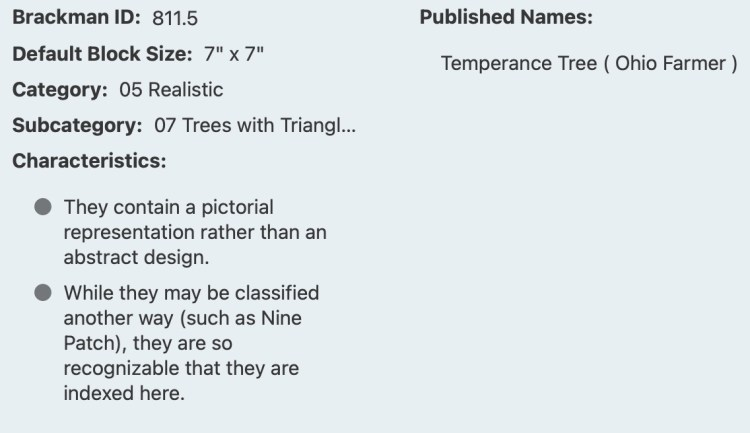 Brackman ID: 811.5
Default Block Size: 7" x 7"
Category: 05 Realistic
Subcategory: 07 Trees with Triangl...
Characteristics:
They contain a pictorial
representation rather than an
abstract design.
While they may be classified
another way (such as Nine
Patch), they are so
recognizable that they are
indexed here.
Published Names:
Temperance Tree ( Ohio Farmer )